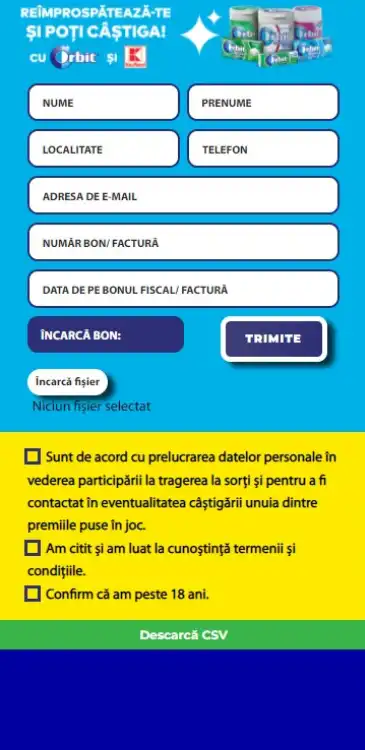 REÎMPROSPĂTEAZĂ-TE
ȘI POȚI CÂȘTIGA!
CU Orbit ȘI Kaufland
NUME PRENUME
LOCALITATE TELEFON
ADRESA DE E-MAIL
NUMĂR BON/ FACTURĂ
DATA DE PE BONUL FISCAL/ FACTURĂ
ÎNCARCĂ BON: TRIMITE
Încarcă fișier
Niciun fișier selectat
Sunt de acord cu prelucrarea datelor personale în
vederea participării la tragerea la sorți și pentru a fi
contactat în eventualitatea câștigării unuia dintre
premiile puse în joc.
Am citit și am luat la cunoștință termenii și
condițiile.
Confirm că am peste 18 ani.
Descarcă CSV